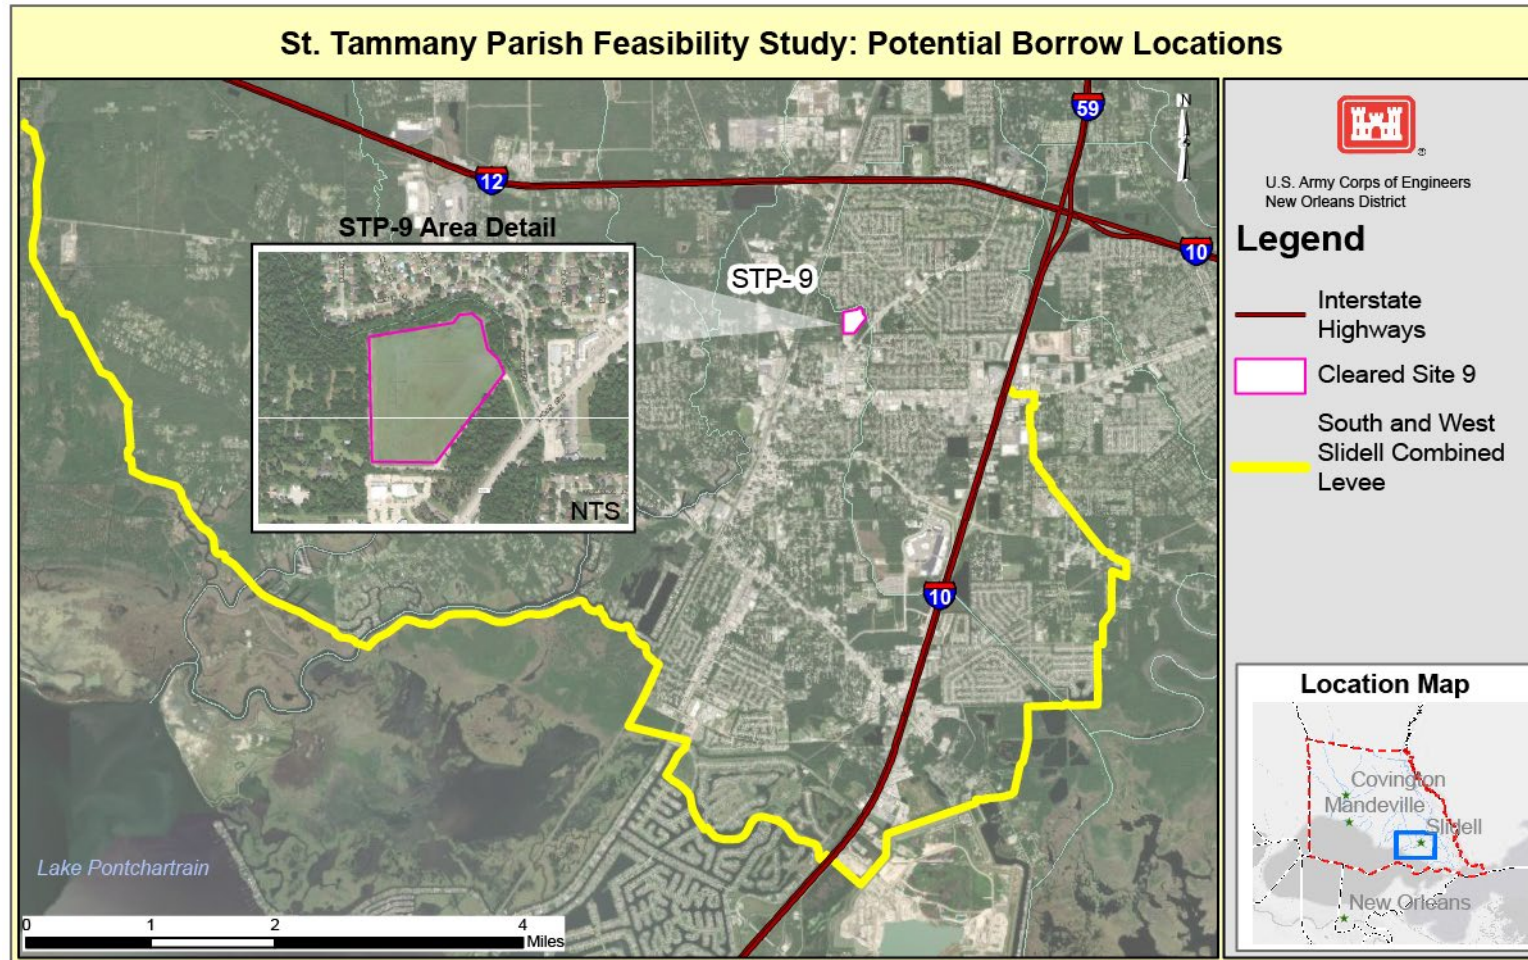 St. Tammany Parish Feasibility Study: Potential Borrow Locations
59
N
12
STP-9 Area Detail
10
STP- 9
NTS
10
Lake Pontchartrain
0 1 2 4
Miles
®
U.S. Army Corps of Engineers
New Orleans District
Legend
Interstate
Highways
Cleared Site 9
South and West
Slidell Combined
Levee
Location Map
Covington
Mandeville
Slidell
New Orleans